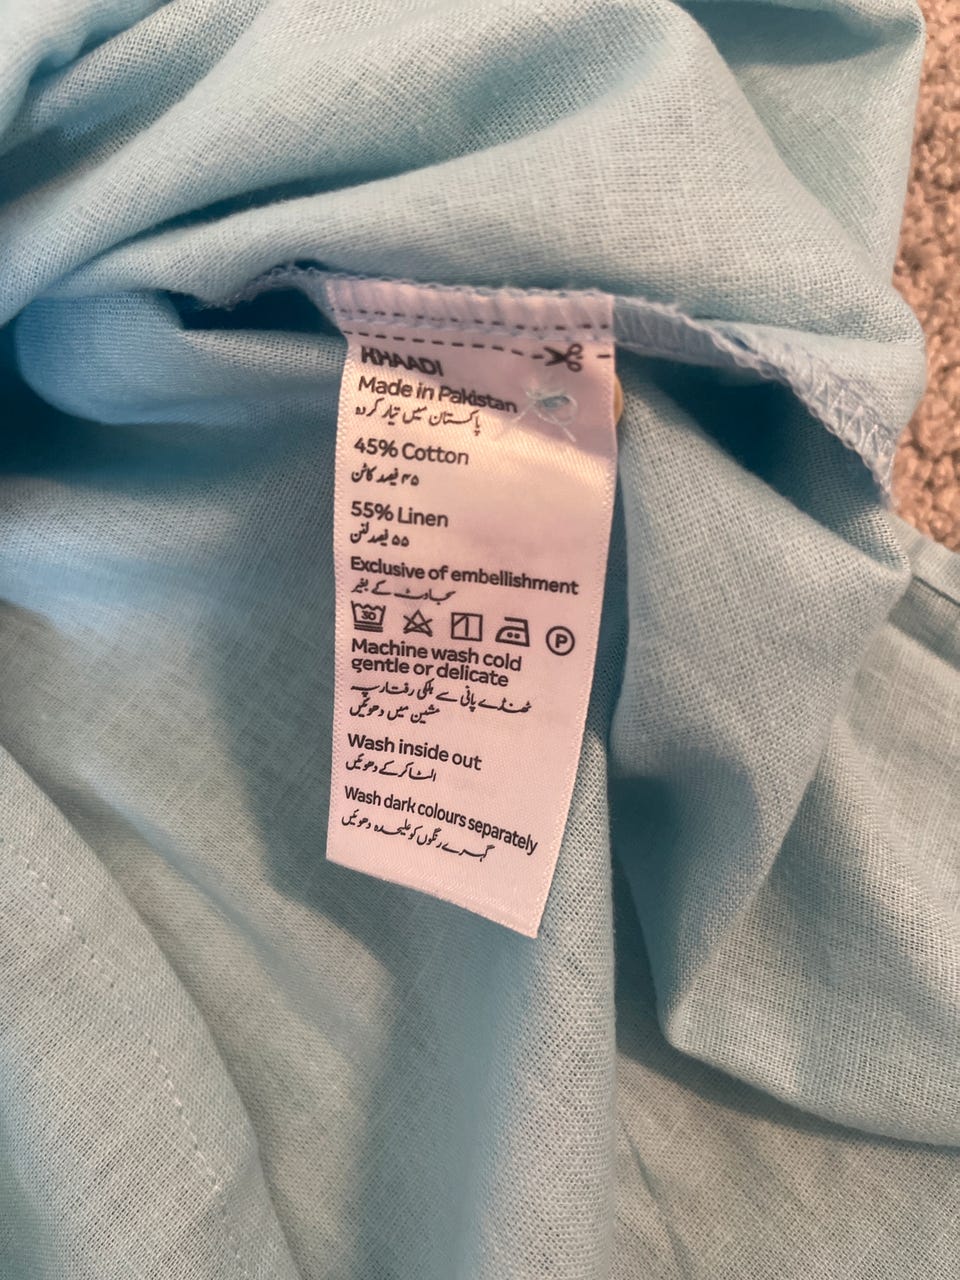 KHAADI
Made in Pakistan
پاکستان میں تیار کردہ
45% Cotton
۴۵ فیصد کاٹن
55% Linen
۵۵ فیصد لنن
Exclusive of embellishment
سجاوٹ کے بغیر
30 P
Machine wash cold
gentle or delicate
ٹھنڈے پانی سے ہلکی رفتار پہ
مشین میں دھوئیں
Wash inside out
الٹا کر کے دھوئیں
Wash dark colours separately
گہرے رنگوں کو علیحدہ دھوئیں